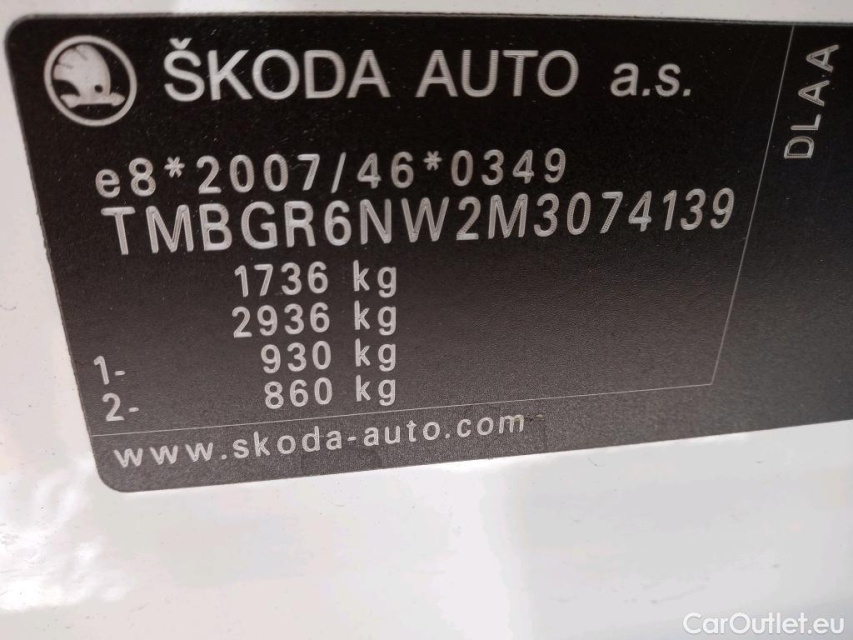 ŠKODA AUTO a.s.
DLAA
e8*2007/46*0349
TMBGR6NW2M3074139
1736 kg
2936 kg
1- 930 kg
2- 860 kg
www.skoda-auto.com
CarOutlet.eu